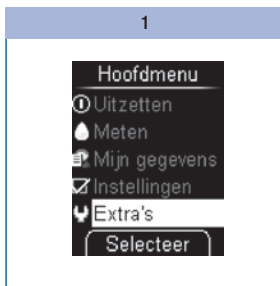 1
Hoofdmenu
Uitzetten
Meten
Mijn gegevens
Instellingen
Extra's
Selecteer